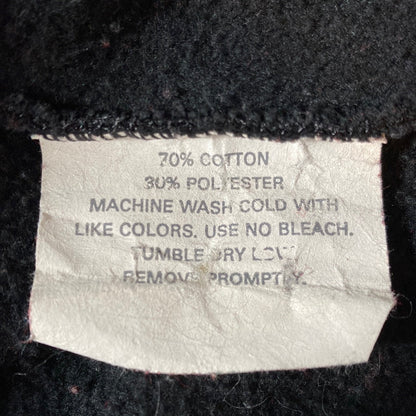 70% COTTON
30% POLYESTER
MACHINE WASH COLD WITH
LIKE COLORS. USE NO BLEACH.
TUMBLE DRY LOW
REMOVE PROMPTLY.